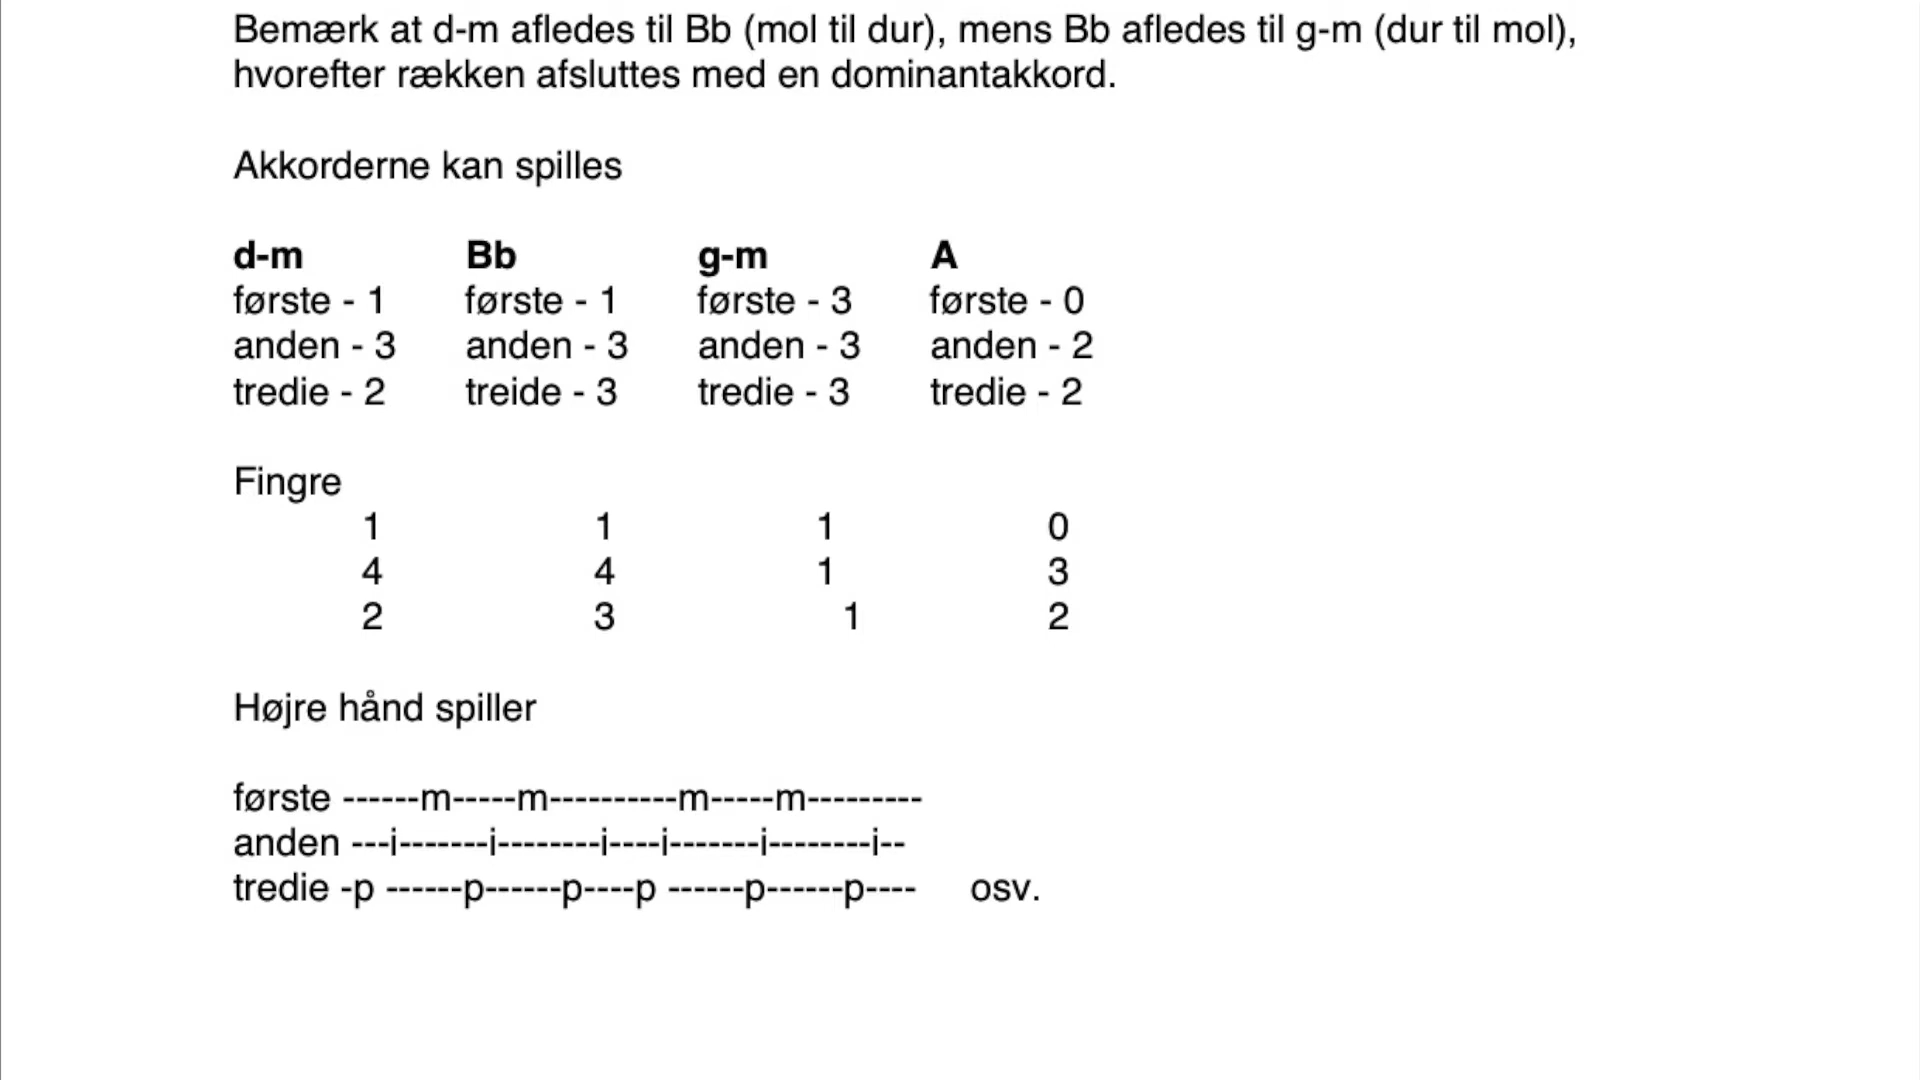 Bemærk at d-m afledes til Bb (mol til dur), mens Bb afledes til g-m (dur til mol),
hvorefter rækken afsluttes med en dominantakkord.
Akkorderne kan spilles
d-m Bb g-m A
første - 1 første - 1 første - 3 første - 0
anden - 3 anden - 3 anden - 3 anden - 2
tredie - 2 treide - 3 tredie - 3 tredie - 2
Fingre
1 1 1 0
4 4 1 3
2 3 1 2
Højre hånd spiller
første ------m-----m----------m-----m---------
anden ---i-------i--------i----i-------i--------i--
tredie -p ------p------p----p ------p------p---- osv.